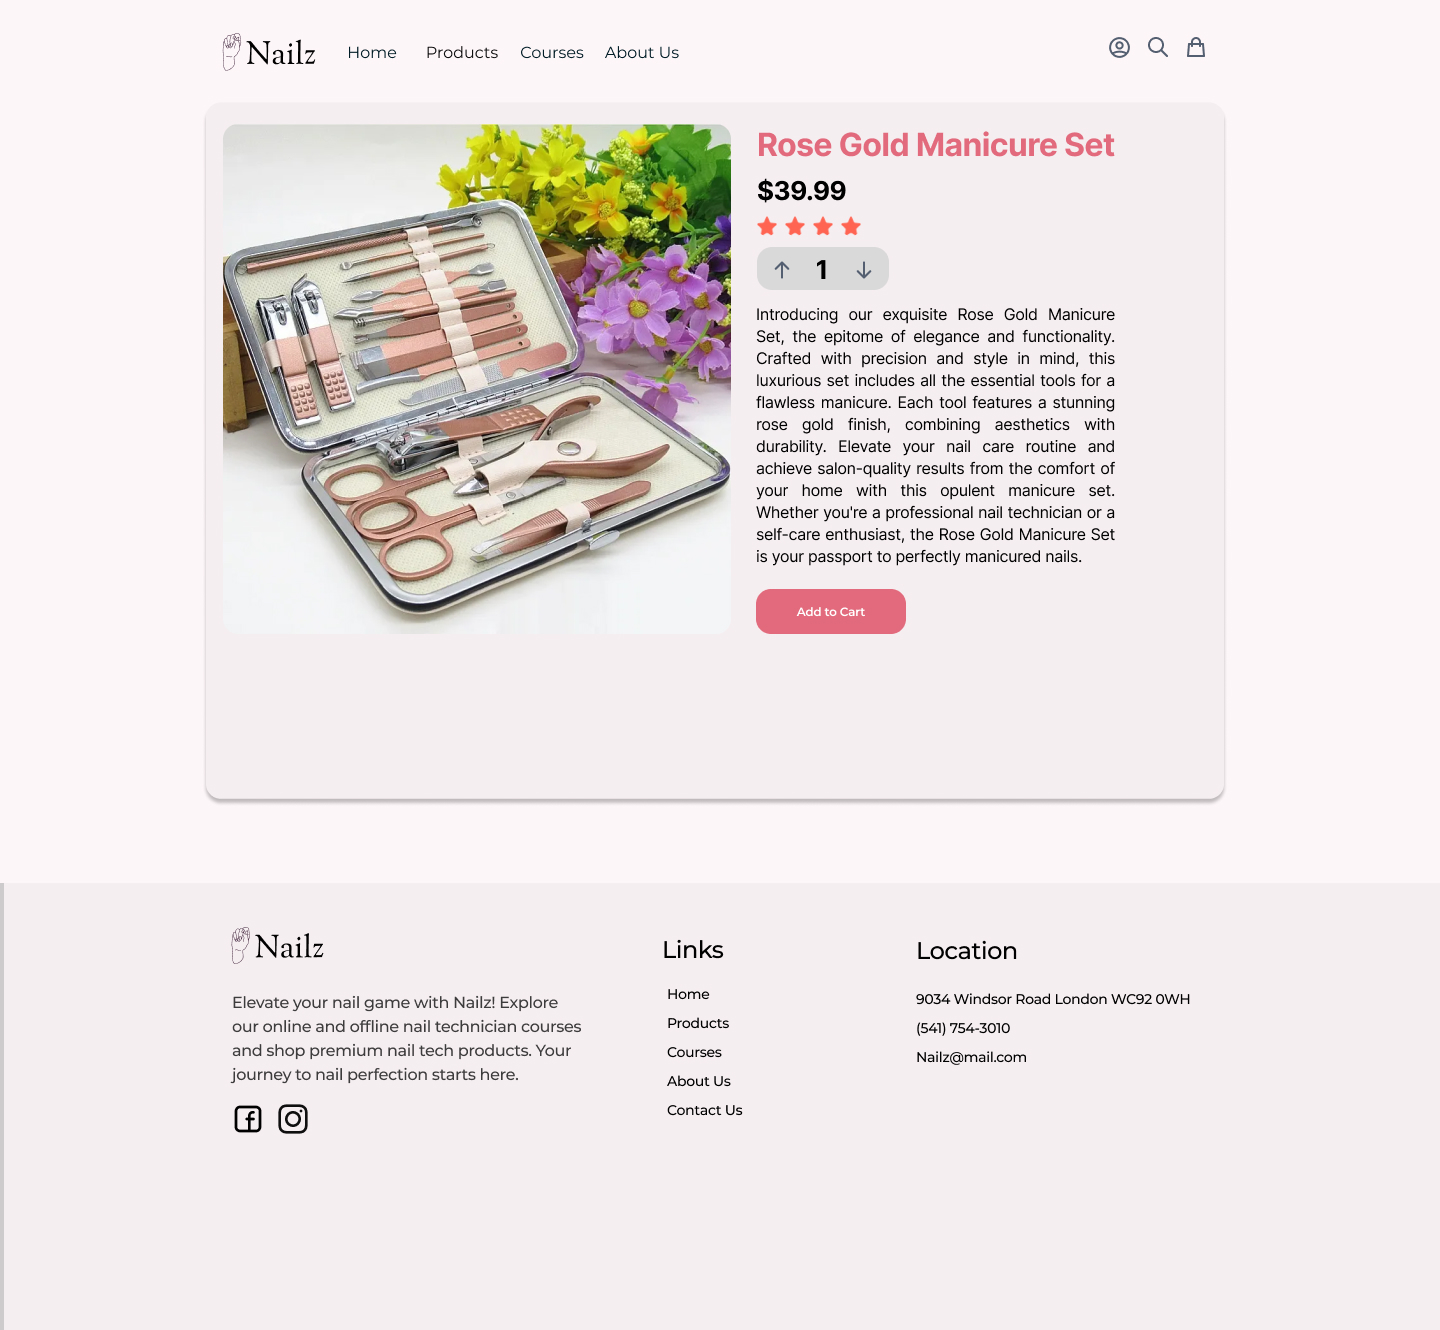 Nailz
Home Products Courses About Us
Rose Gold Manicure Set
$39.99
1
Introducing our exquisite Rose Gold Manicure
Set, the epitome of elegance and functionality.
Crafted with precision and style in mind, this
luxurious set includes all the essential tools for a
flawless manicure. Each tool features a stunning
rose gold finish, combining aesthetics with
durability. Elevate your nail care routine and
achieve salon-quality results from the comfort of
your home with this opulent manicure set.
Whether you're a professional nail technician or a
self-care enthusiast, the Rose Gold Manicure Set
is your passport to perfectly manicured nails.
Add to Cart
Nailz
Elevate your nail game with Nailz! Explore
our online and offline nail technician courses
and shop premium nail tech products. Your
journey to nail perfection starts here.
Links
Home
Products
Courses
About Us
Contact Us
Location
9034 Windsor Road London WC92 0WH
(541) 754-3010
Nailz@mail.com